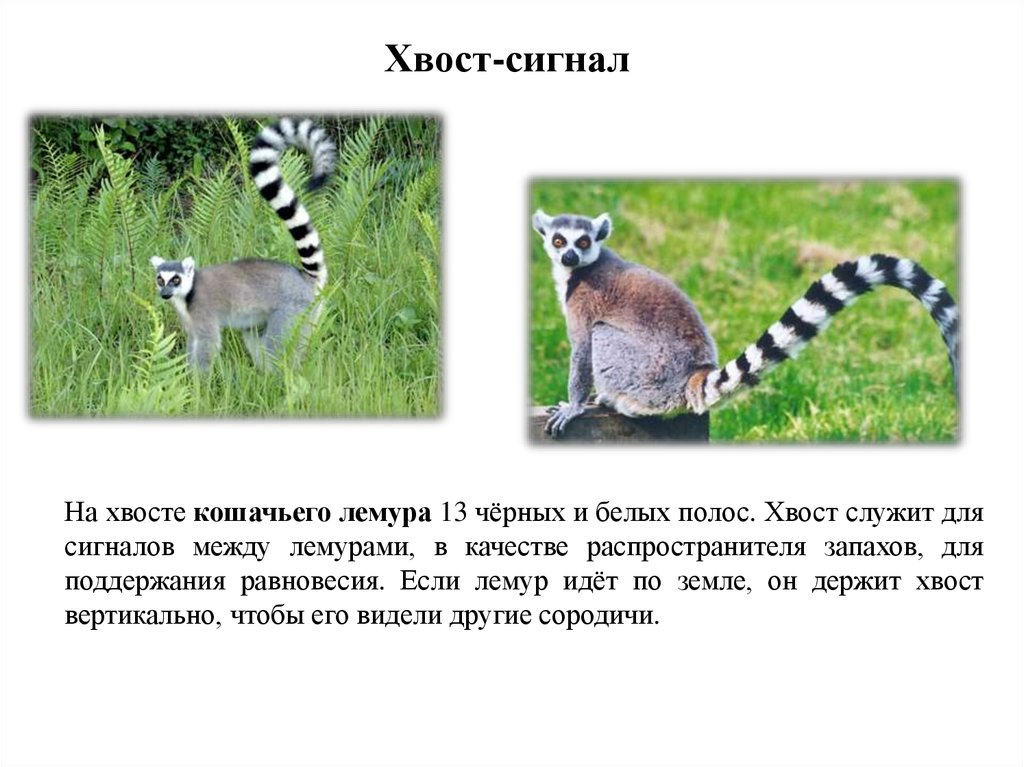 Хвост-сигнал
На хвосте кошачьего лемура 13 чёрных и белых полос. Хвост служит для
сигналов между лемурами, в качестве распространителя запахов, для
поддержания равновесия. Если лемур идёт по земле, он держит хвост
вертикально, чтобы его видели другие сородичи.